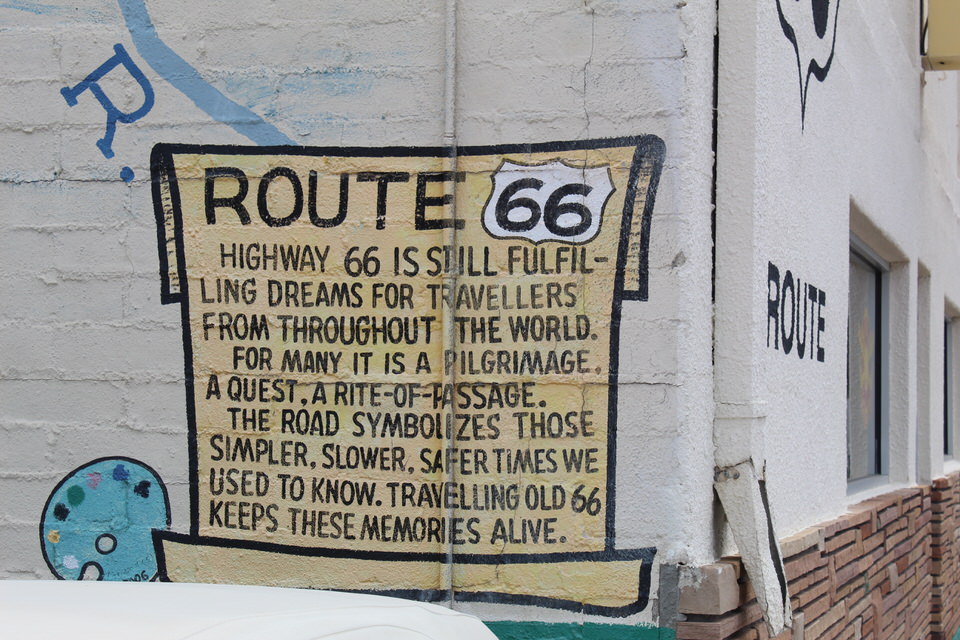 R.
ROUTE 66
HIGHWAY 66 IS STILL FULFIL-
LING DREAMS FOR TRAVELLERS
FROM THROUGHOUT THE WORLD.
FOR MANY IT IS A PILGRIMAGE,
A QUEST, A RITE-OF-PASSAGE.
THE ROAD SYMBOLIZES THOSE
SIMPLER, SLOWER, SAFER TIMES WE
USED TO KNOW. TRAVELLING OLD 66
KEEPS THESE MEMORIES ALIVE.
ROUTE